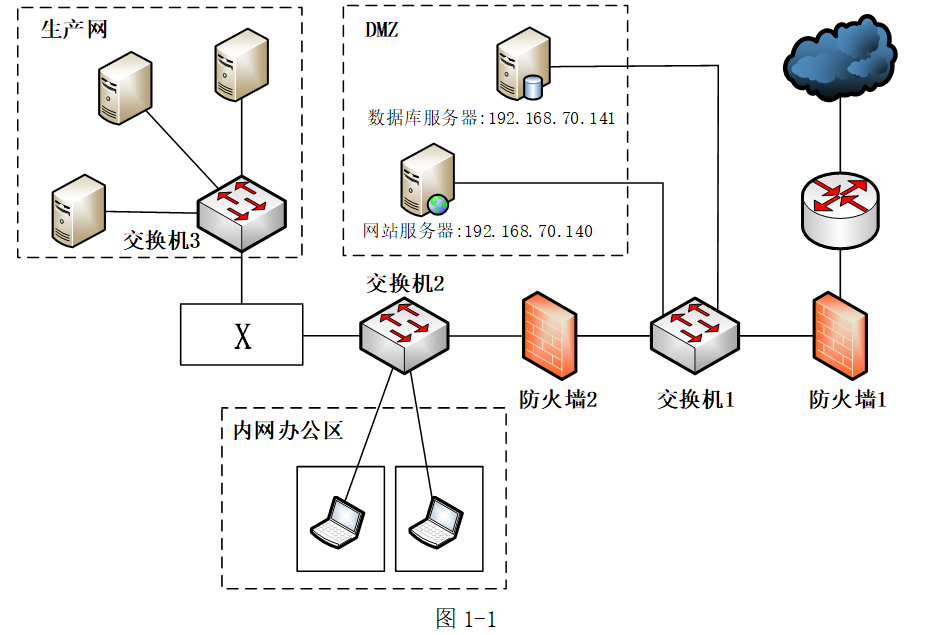 生产网
DMZ
数据库服务器:192.168.70.141
网站服务器:192.168.70.140
交换机3
交换机2
X
防火墙2
交换机1
防火墙1
内网办公区
图 1-1